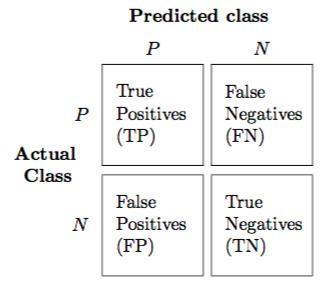 Predicted class
P N
True
Positives
(TP)
False
Negatives
(FN)
P
Actual
Class
False
Positives
(FP)
True
Negatives
(TN)
N